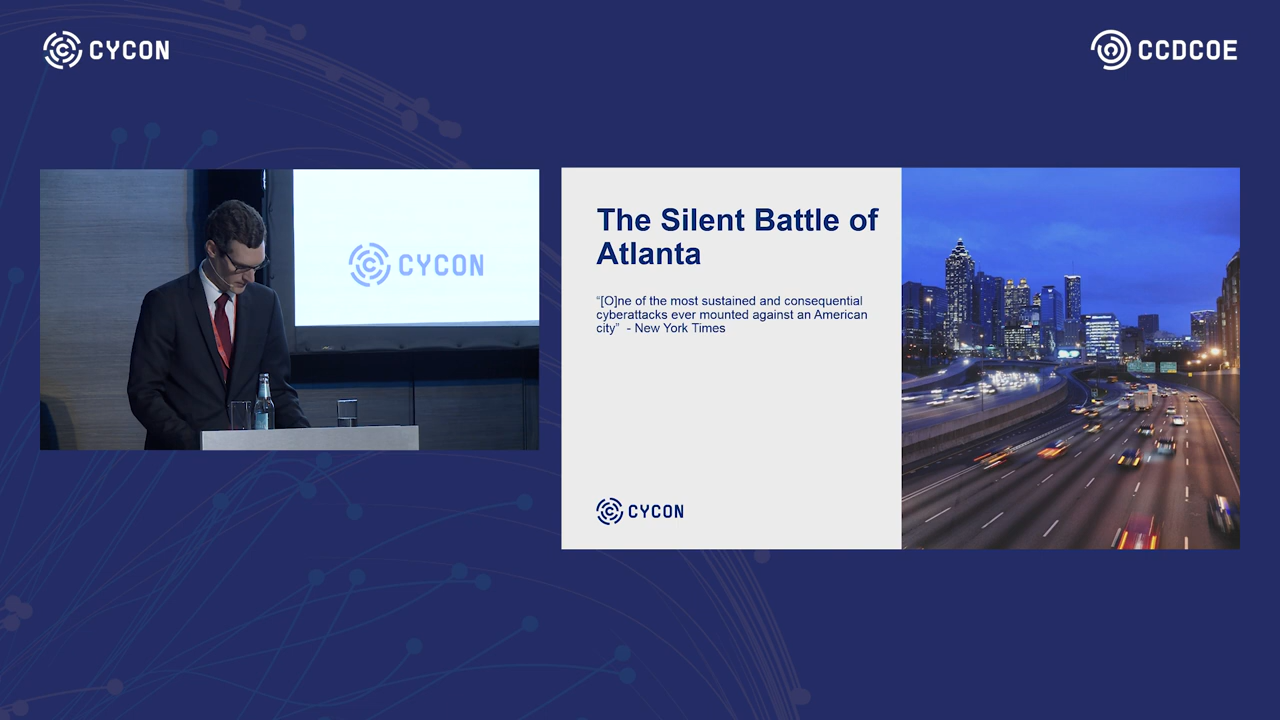 CYCON
CCDCOE
CYCON
The Silent Battle of
Atlanta
“[O]ne of the most sustained and consequential
cyberattacks ever mounted against an American
city” - New York Times
CYCON